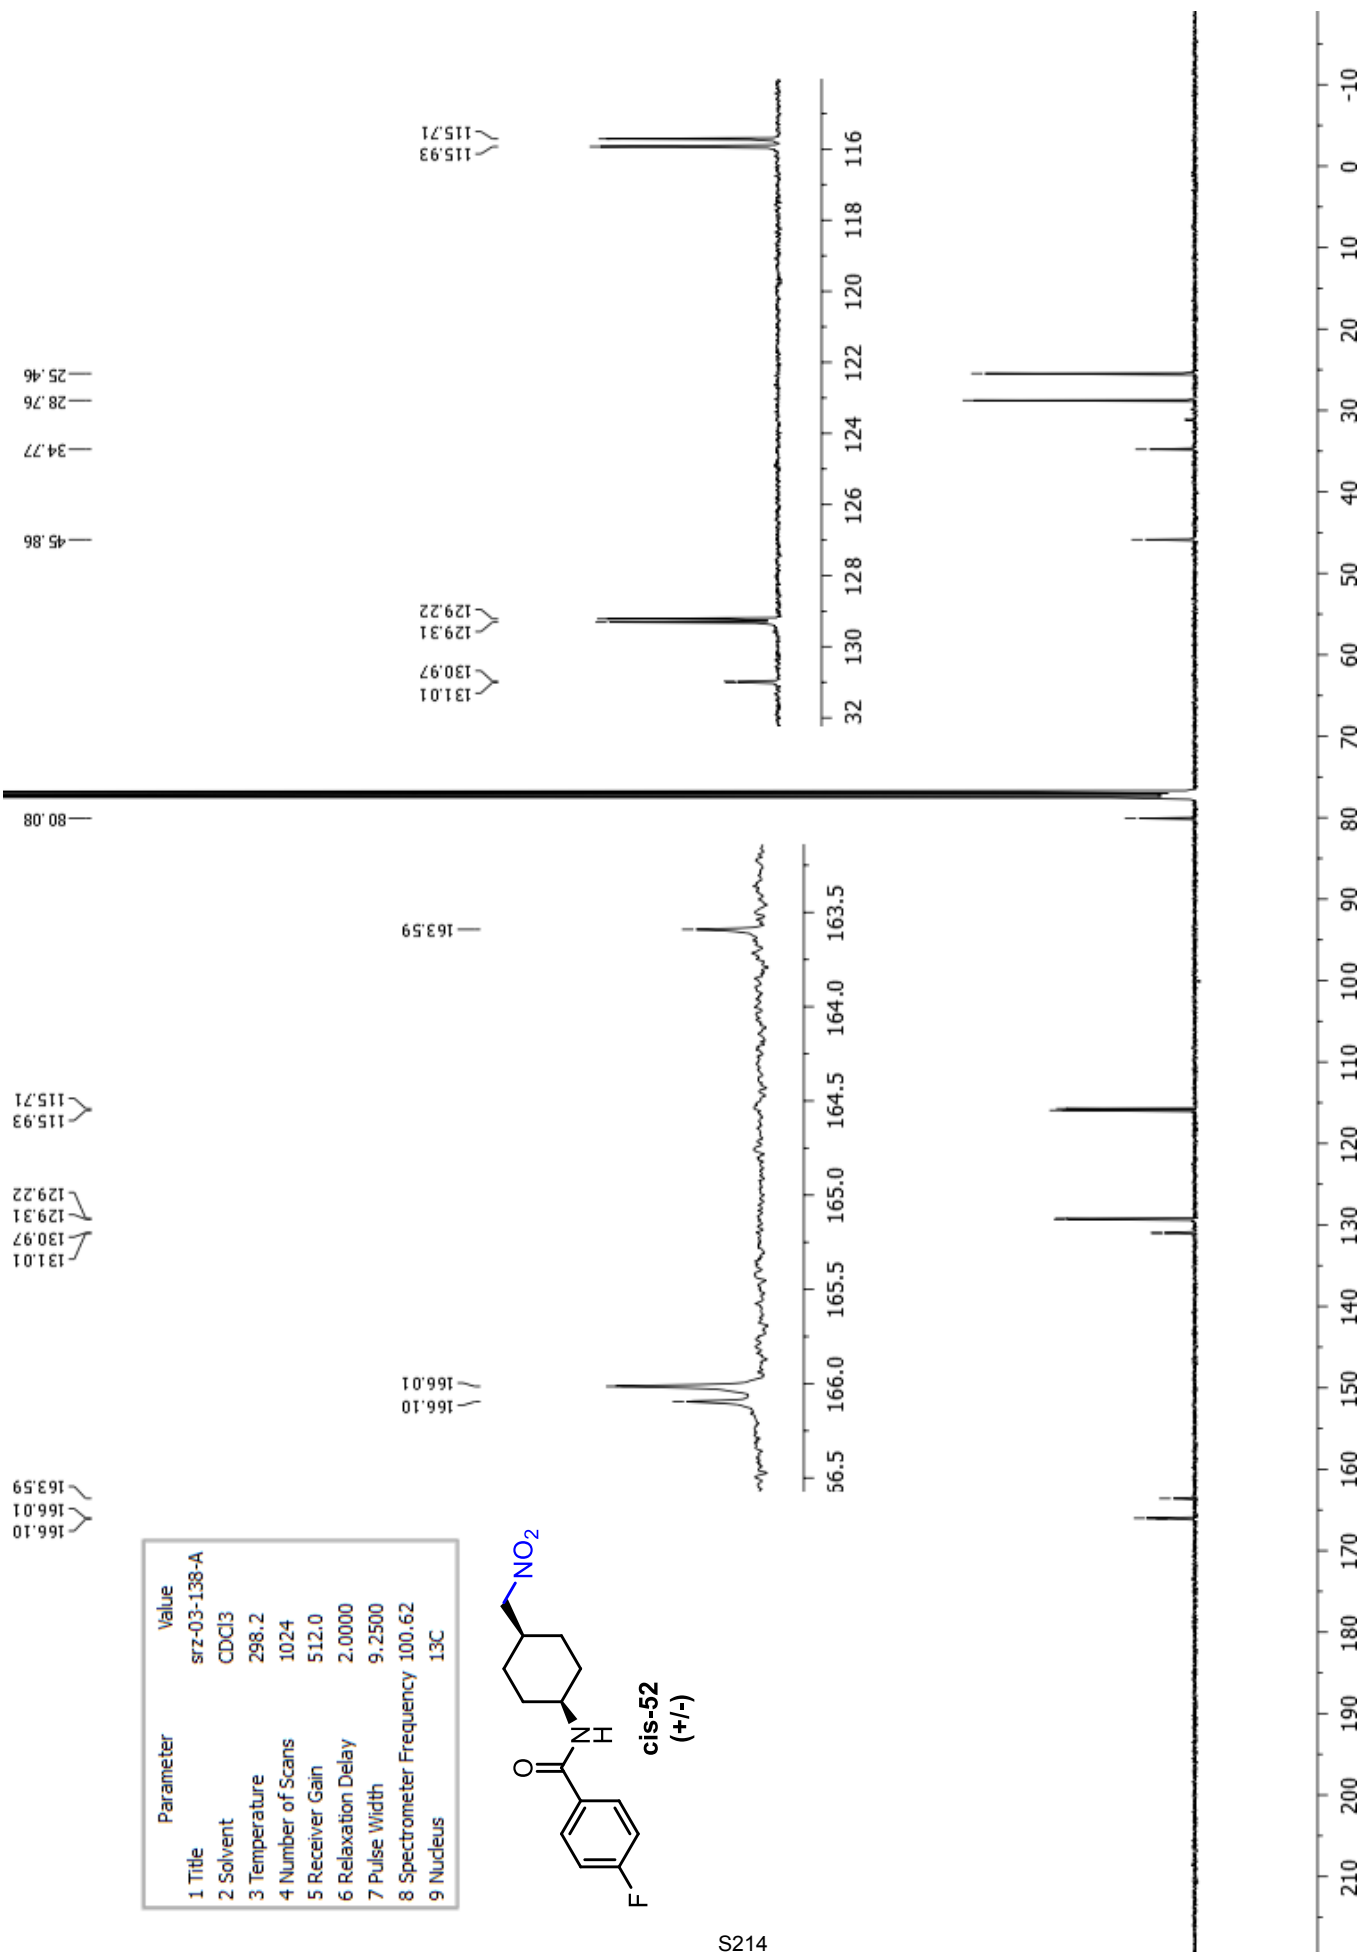 Parameter Value
1 Title srz-03-138-A
2 Solvent CDCl3
3 Temperature 298.2
4 Number of Scans 1024
5 Receiver Gain 512.0
6 Relaxation Delay 2.0000
7 Pulse Width 9.2500
8 Spectrometer Frequency 100.62
9 Nucleus 13C
166.10
166.01
163.59
131.01
130.97
129.31
129.22
115.93
115.71
80.08
45.86
34.77
28.76
25.46
166.10
166.01
163.59
131.01
130.97
129.31
129.22
115.93
115.71
F
O
N
H
NO2
cis-52
(+/-)
56.5 166.0 165.5 165.0 164.5 164.0 163.5
32 130 128 126 124 122 120 118 116
210 200 190 180 170 160 150 140 130 120 110 100 90 80 70 60 50 40 30 20 10 0 -10
S214